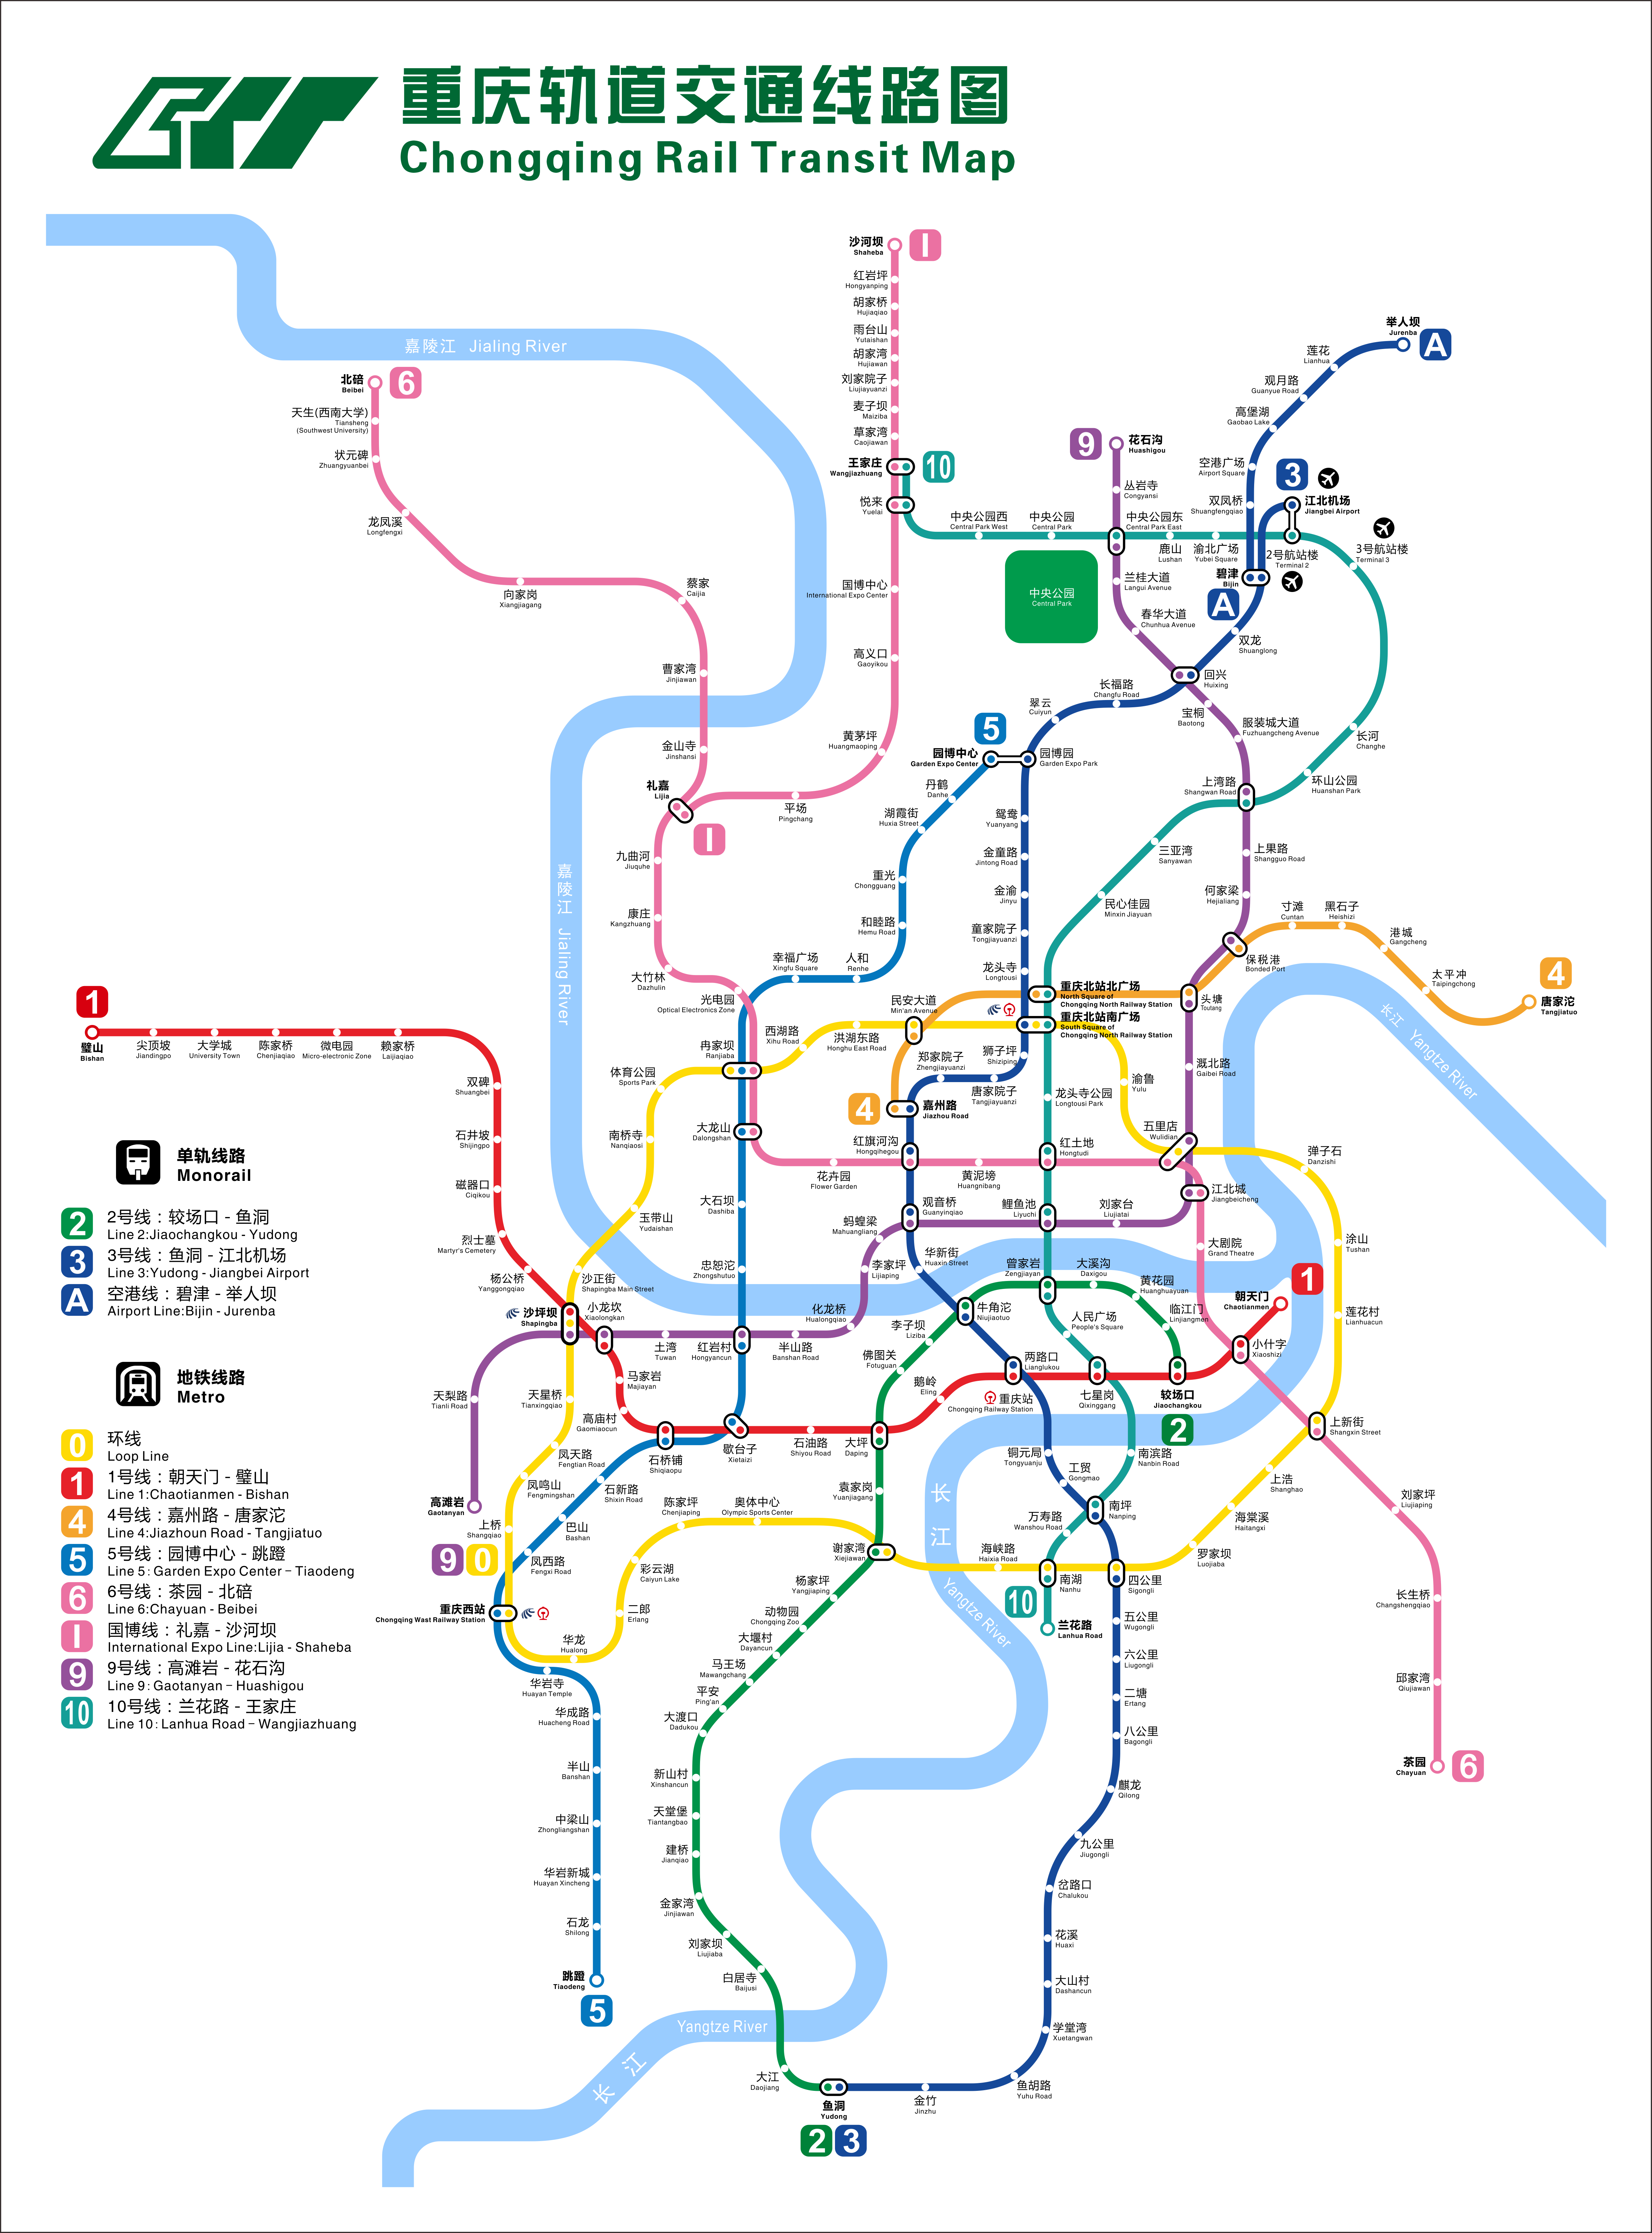 重庆轨道交通线路图
Chongqing Rail Transit Map
沙河坝
Shaheba
I
红岩坪
Hongyanping
胡家桥
Hujiaqiao
雨台山
Yutaishan
胡家湾
Hujiawan
刘家院子
Liujiayuanzi
麦子坝
Maiziba
草家湾
Caojiawan
王家庄
Wangjiazhuang
10
悦来
Yuelai
国博中心
International Expo Center
高义口
Gaoyikou
黄茅坪
Huangmaoping
平场
Pingchang
礼嘉
Lijia
I
嘉陵江 Jialing River
北碚
Beibei
6
天生(西南大学)
Tiansheng
(Southwest University)
状元碑
Zhuangyuanbei
龙凤溪
Longfengxi
向家岗
Xiangjiagang
蔡家
Caijia
曹家湾
Jinjiawan
金山寺
Jinshansi
九曲河
Jiuquhe
康庄
Kangzhuang
大竹林
Dazhulin
光电园
Optical Electronics Zone
嘉陵江 Jialing River
举人坝
Jurenba
A
莲花
Lianhua
观月路
Guanyue Road
高堡湖
Gaobao Lake
空港广场
Airport Square
双凤桥
Shuangfengqiao
3
江北机场
Jiangbei Airport
2号航站楼
Terminal 2
3号航站楼
Terminal 3
碧津
Bijin
A
双龙
Shuanglong
回兴
Huixing
长福路
Changfu Road
翠云
Cuiyun
园博园
Garden Expo Park
9
花石沟
Huashigou
丛岩寺
Congyansi
中央公园西
Central Park West
中央公园
Central Park
中央公园东
Central Park East
鹿山
Lushan
渝北广场
Yubei Square
中央公园
Central Park
兰桂大道
Langui Avenue
春华大道
Chunhua Avenue
宝桐
Baotong
服装城大道
Fuzhuangcheng Avenue
长河
Changhe
环山公园
Huanshan Park
上湾路
Shangwan Road
三亚湾
Sanyawan
上果路
Shangguo Road
民心佳园
Minxin Jiayuan
何家梁
Hejialiang
5
园博中心
Garden Expo Center
丹鹤
Danhe
湖霞街
Huxia Street
重光
Chongguang
和睦路
Hemu Road
人和
Renhe
幸福广场
Xingfu Square
鸳鸯
Yuanyang
金童路
Jintong Road
金渝
Jinyu
童家院子
Tongjiayuanzi
龙头寺
Longtousi
寸滩
Cuntan
黑石子
Heishizi
港城
Gangcheng
太平冲
Taipingchong
4
唐家沱
Tangjiatuo
保税港
Bonded Port
头塘
Toutang
长江 Yangtze River
重庆北站北广场
North Square of
Chongqing North Railway Station
重庆北站南广场
South Square of
Chongqing North Railway Station
民安大道
Min'an Avenue
洪湖东路
Honghu East Road
西湖路
Xihu Road
冉家坝
Ranjiaba
体育公园
Sports Park
南桥寺
Nanqiaosi
玉带山
Yudaishan
狮子坪
Shiziping
郑家院子
Zhengjiayuanzi
唐家院子
Tangjiayuanzi
4
嘉州路
Jiazhou Road
龙头寺公园
Longtousi Park
渝鲁
Yulu
溉北路
Gaibei Road
大龙山
Dalongshan
花卉园
Flower Garden
红旗河沟
Hongqihegou
黄泥塝
Huangnibang
红土地
Hongtudi
五里店
Wulidian
弹子石
Danzishi
江北城
Jiangbeicheng
大石坝
Dashiba
观音桥
Guanyinqiao
鲤鱼池
Liyuchi
刘家台
Liujiatai
蚂蝗梁
Mahuangliang
李家坪
Lijiaping
化龙桥
Hualongqiao
忠恕沱
Zhongshutuo
华新街
Huaxin Street
曾家岩
Zengjiayan
大溪沟
Daxigou
黄花园
Huanghuayuan
大剧院
Grand Theatre
涂山
Tushan
1
朝天门
Chaotianmen
莲花村
Lianhuacun
1
璧山
Bishan
尖顶坡
Jiandingpo
大学城
University Town
陈家桥
Chenjiaqiao
微电园
Micro-electronic Zone
赖家桥
Laijiaqiao
双碑
Shuangbei
石井坡
Shijingpo
磁器口
Ciqikou
烈士墓
Martyr's Cemetery
杨公桥
Yanggongqiao
沙正街
Shapingba Main Street
沙坪坝
Shapingba
小龙坎
Xiaolongkan
土湾
Tuwan
红岩村
Hongyancun
半山路
Banshan Road
李子坝
Liziba
牛角沱
Niujiaotuo
人民广场
People's Square
临江门
Linjiangmen
小什字
Xiaoshizi
佛图关
Fotuguan
鹅岭
Eling
两路口
Lianglukou
重庆站
Chongqing Railway Station
七星岗
Qixinggang
较场口
Jiaochangkou
2
马家岩
Majiayan
高庙村
Gaomiaocun
石桥铺
Shiqiaopu
歇台子
Xietaizi
石油路
Shiyou Road
大坪
Daping
天梨路
Tianli Road
天星桥
Tianxingqiao
凤天路
Fengtian Road
凤鸣山
Fengmingshan
石新路
Shixin Road
高滩岩
Gaotanyan
上桥
Shangqiao
巴山
Bashan
凤西路
Fengxi Road
9
0
重庆西站
Chongqing Wast Railway Station
华龙
Hualong
二郎
Erlang
彩云湖
Caiyun Lake
陈家坪
Chenjiaping
奥体中心
Olympic Sports Center
袁家岗
Yuanjiagang
谢家湾
Xiejiawan
铜元局
Tongyuanju
工贸
Gongmao
南滨路
Nanbin Road
南坪
Nanping
万寿路
Wanshou Road
海峡路
Haixia Road
南湖
Nanhu
10
兰花路
Lanhua Road
四公里
Sigongli
罗家坝
Luojiaba
海棠溪
Haitangxi
上浩
Shanghao
上新街
Shangxin Street
刘家坪
Liujiaping
长生桥
Changshengqiao
邱家湾
Qiujiawan
茶园
Chayuan
6
长江
Yangtze River
五公里
Wugongli
六公里
Liugongli
二塘
Ertang
八公里
Bagongli
麒龙
Qilong
九公里
Jiugongli
岔路口
Chalukou
花溪
Huaxi
大山村
Dashancun
学堂湾
Xuetangwan
鱼胡路
Yuhu Road
金竹
Jinzhu
鱼洞
Yudong
2
3
杨家坪
Yangjiaping
动物园
Chongqing Zoo
大堰村
Dayancun
马王场
Mawangchang
平安
Ping'an
大渡口
Dadukou
新山村
Xinshancun
天堂堡
Tiantangbao
建桥
Jianqiao
金家湾
Jinjiawan
刘家坝
Liujiaba
白居寺
Baijusi
大江
Daojiang
Yangtze River
长江
华岩寺
Huayan Temple
华成路
Huacheng Road
半山
Banshan
中梁山
Zhongliangshan
华岩新城
Huayan Xincheng
石龙
Shilong
跳蹬
Tiaodeng
5
单轨线路
Monorail
2
2号线：较场口 - 鱼洞
Line 2:Jiaochangkou - Yudong
3
3号线：鱼洞 - 江北机场
Line 3:Yudong - Jiangbei Airport
A
空港线：碧津 - 举人坝
Airport Line:Bijin - Jurenba
地铁线路
Metro
0
环线
Loop Line
1
1号线：朝天门 - 璧山
Line 1:Chaotianmen - Bishan
4
4号线：嘉州路 - 唐家沱
Line 4:Jiazhoun Road - Tangjiatuo
5
5号线：园博中心 - 跳蹬
Line 5: Garden Expo Center – Tiaodeng
6
6号线：茶园 - 北碚
Line 6:Chayuan - Beibei
I
国博线：礼嘉 - 沙河坝
International Expo Line:Lijia - Shaheba
9
9号线：高滩岩 - 花石沟
Line 9: Gaotanyan – Huashigou
10
10号线：兰花路 - 王家庄
Line 10: Lanhua Road – Wangjiazhuang